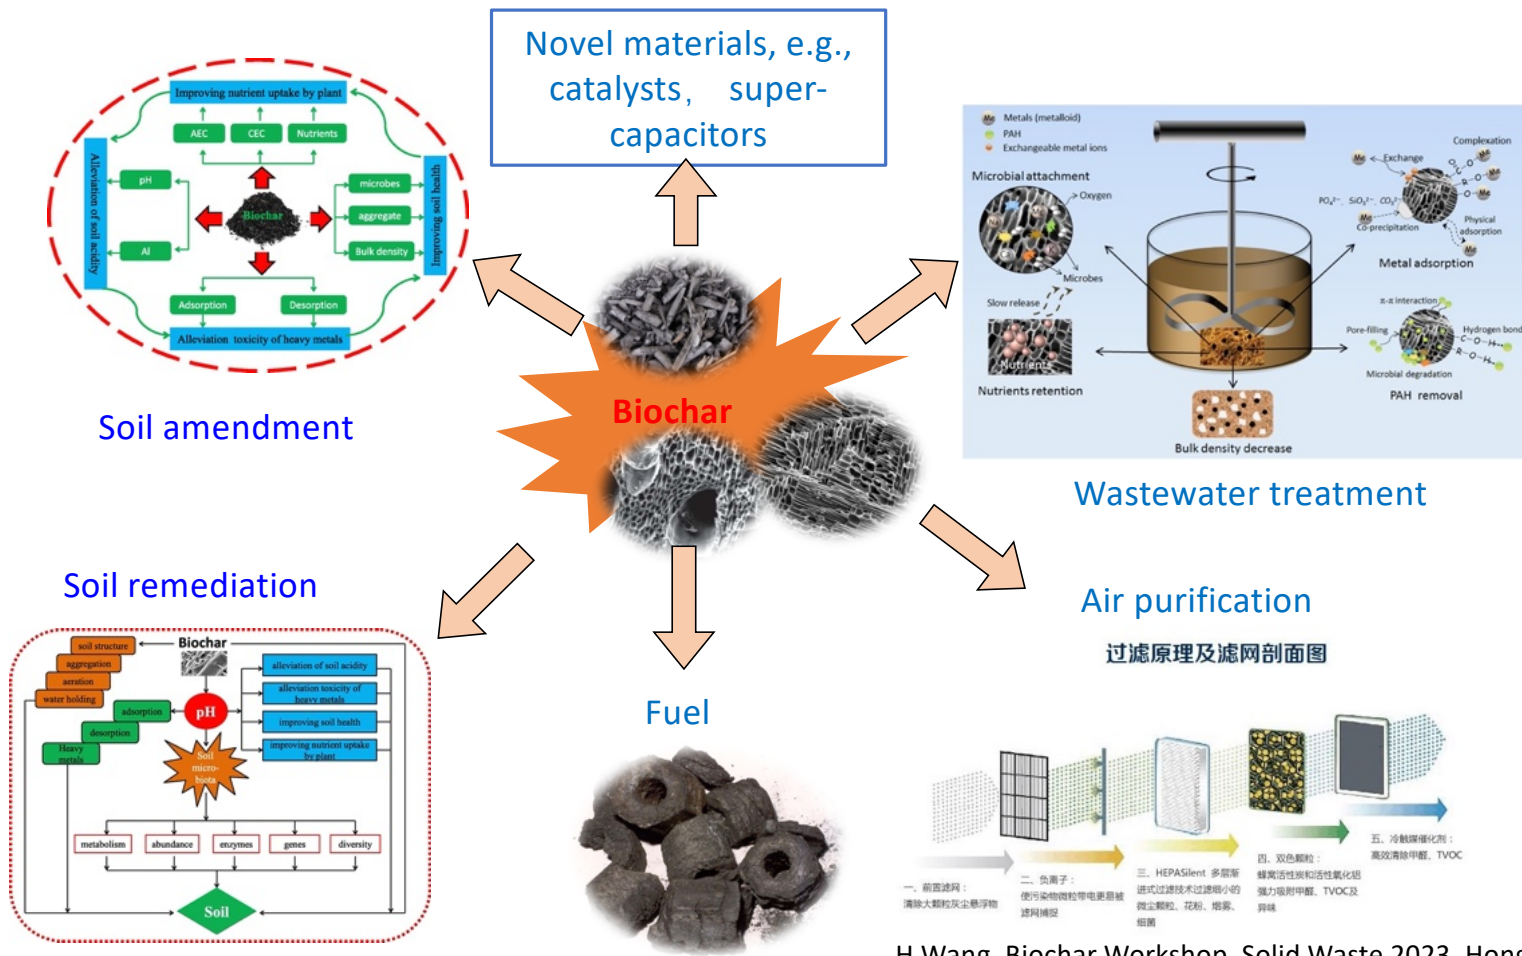 Novel materials, e.g.,
catalysts， super-
capacitors
Improving nutrient uptake by plant
AEC
CEC
Nutrients
Alleviation of soil acidity
pH
Al
Biochar
microbes
aggregate
Bulk density
Improving soil health
Adsorption
Desorption
Alleviation toxicity of heavy metals
Soil amendment
Biochar
Me Metals (metalloid)
PAH
Exchangeable metal ions
Microbial attachment
Oxygen
Microbes
Slow release
Nutrients
Nutrients retention
Bulk density decrease
Complexation
Me
Exchange
Me
C
O
O
Me
R
O
Me
PO₄³⁻、SiO₃²⁻、CO₃²⁻
Me
Co-precipitation
Physical
adsorption
Me
Metal adsorption
π-π interaction
Pore-filling
Hydrogen bond
C-O-H
R-O-H
Microbial degradation
PAH removal
Wastewater treatment
Soil remediation
Biochar
soil structure
aggregation
aeration
water holding
adsorption
desorption
Heavy
metals
pH
alleviation of soil acidity
alleviation toxicity of
heavy metals
improving soil health
improving nutrient uptake
by plant
Soil
micro-
biota
metabolism
abundance
enzymes
genes
diversity
Soil
Fuel
Air purification
过滤原理及滤网剖面图
一、前置滤网：
清除大颗粒灰尘悬浮物
二、负离子：
使污染物微粒带电更易被
滤网捕捉
三、HEPASilent 多层渐
进式过滤技术过滤细小的
微尘颗粒、花粉、烟雾、
细菌
四、双色颗粒：
蜂窝活性炭和活性氧化铝
强力吸附甲醛、TVOC及
异味
五、冷触媒催化剂：
高效清除甲醛、TVOC
H Wang, Biochar Workshop, Solid Waste 2023, Hong